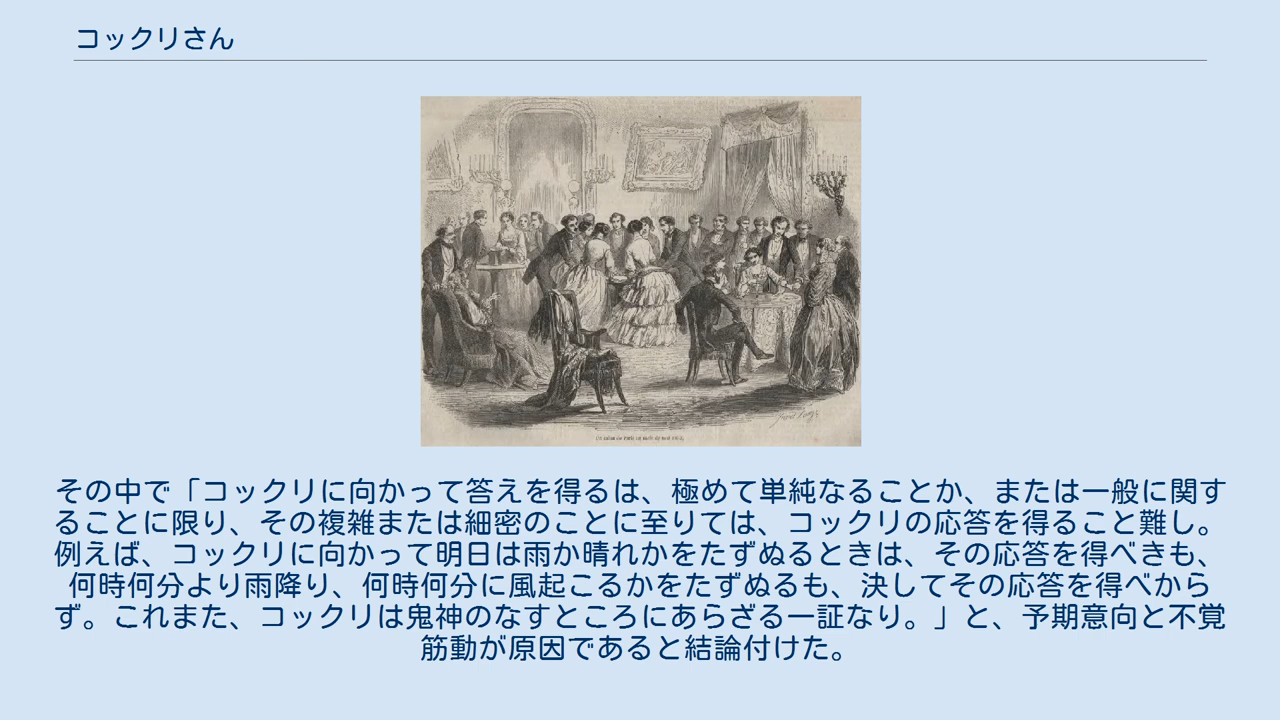 コックリさん
その中で「コックリに向かって答えを得るは、極めて単純なることか、または一般に関す
ることに限り、その複雑または細密のことに至りては、コックリの応答を得ること難し。
例えば、コックリに向かって明日は雨か晴れかをたずぬるときは、その応答を得べきも、
何時何分より雨降り、何時何分に風起こるかをたずぬるも、決してその応答を得べから
ず。これまた、コックリは鬼神のなすところにあらざる一証なり。」と、予期意向と不覚
筋動が原因であると結論付けた。